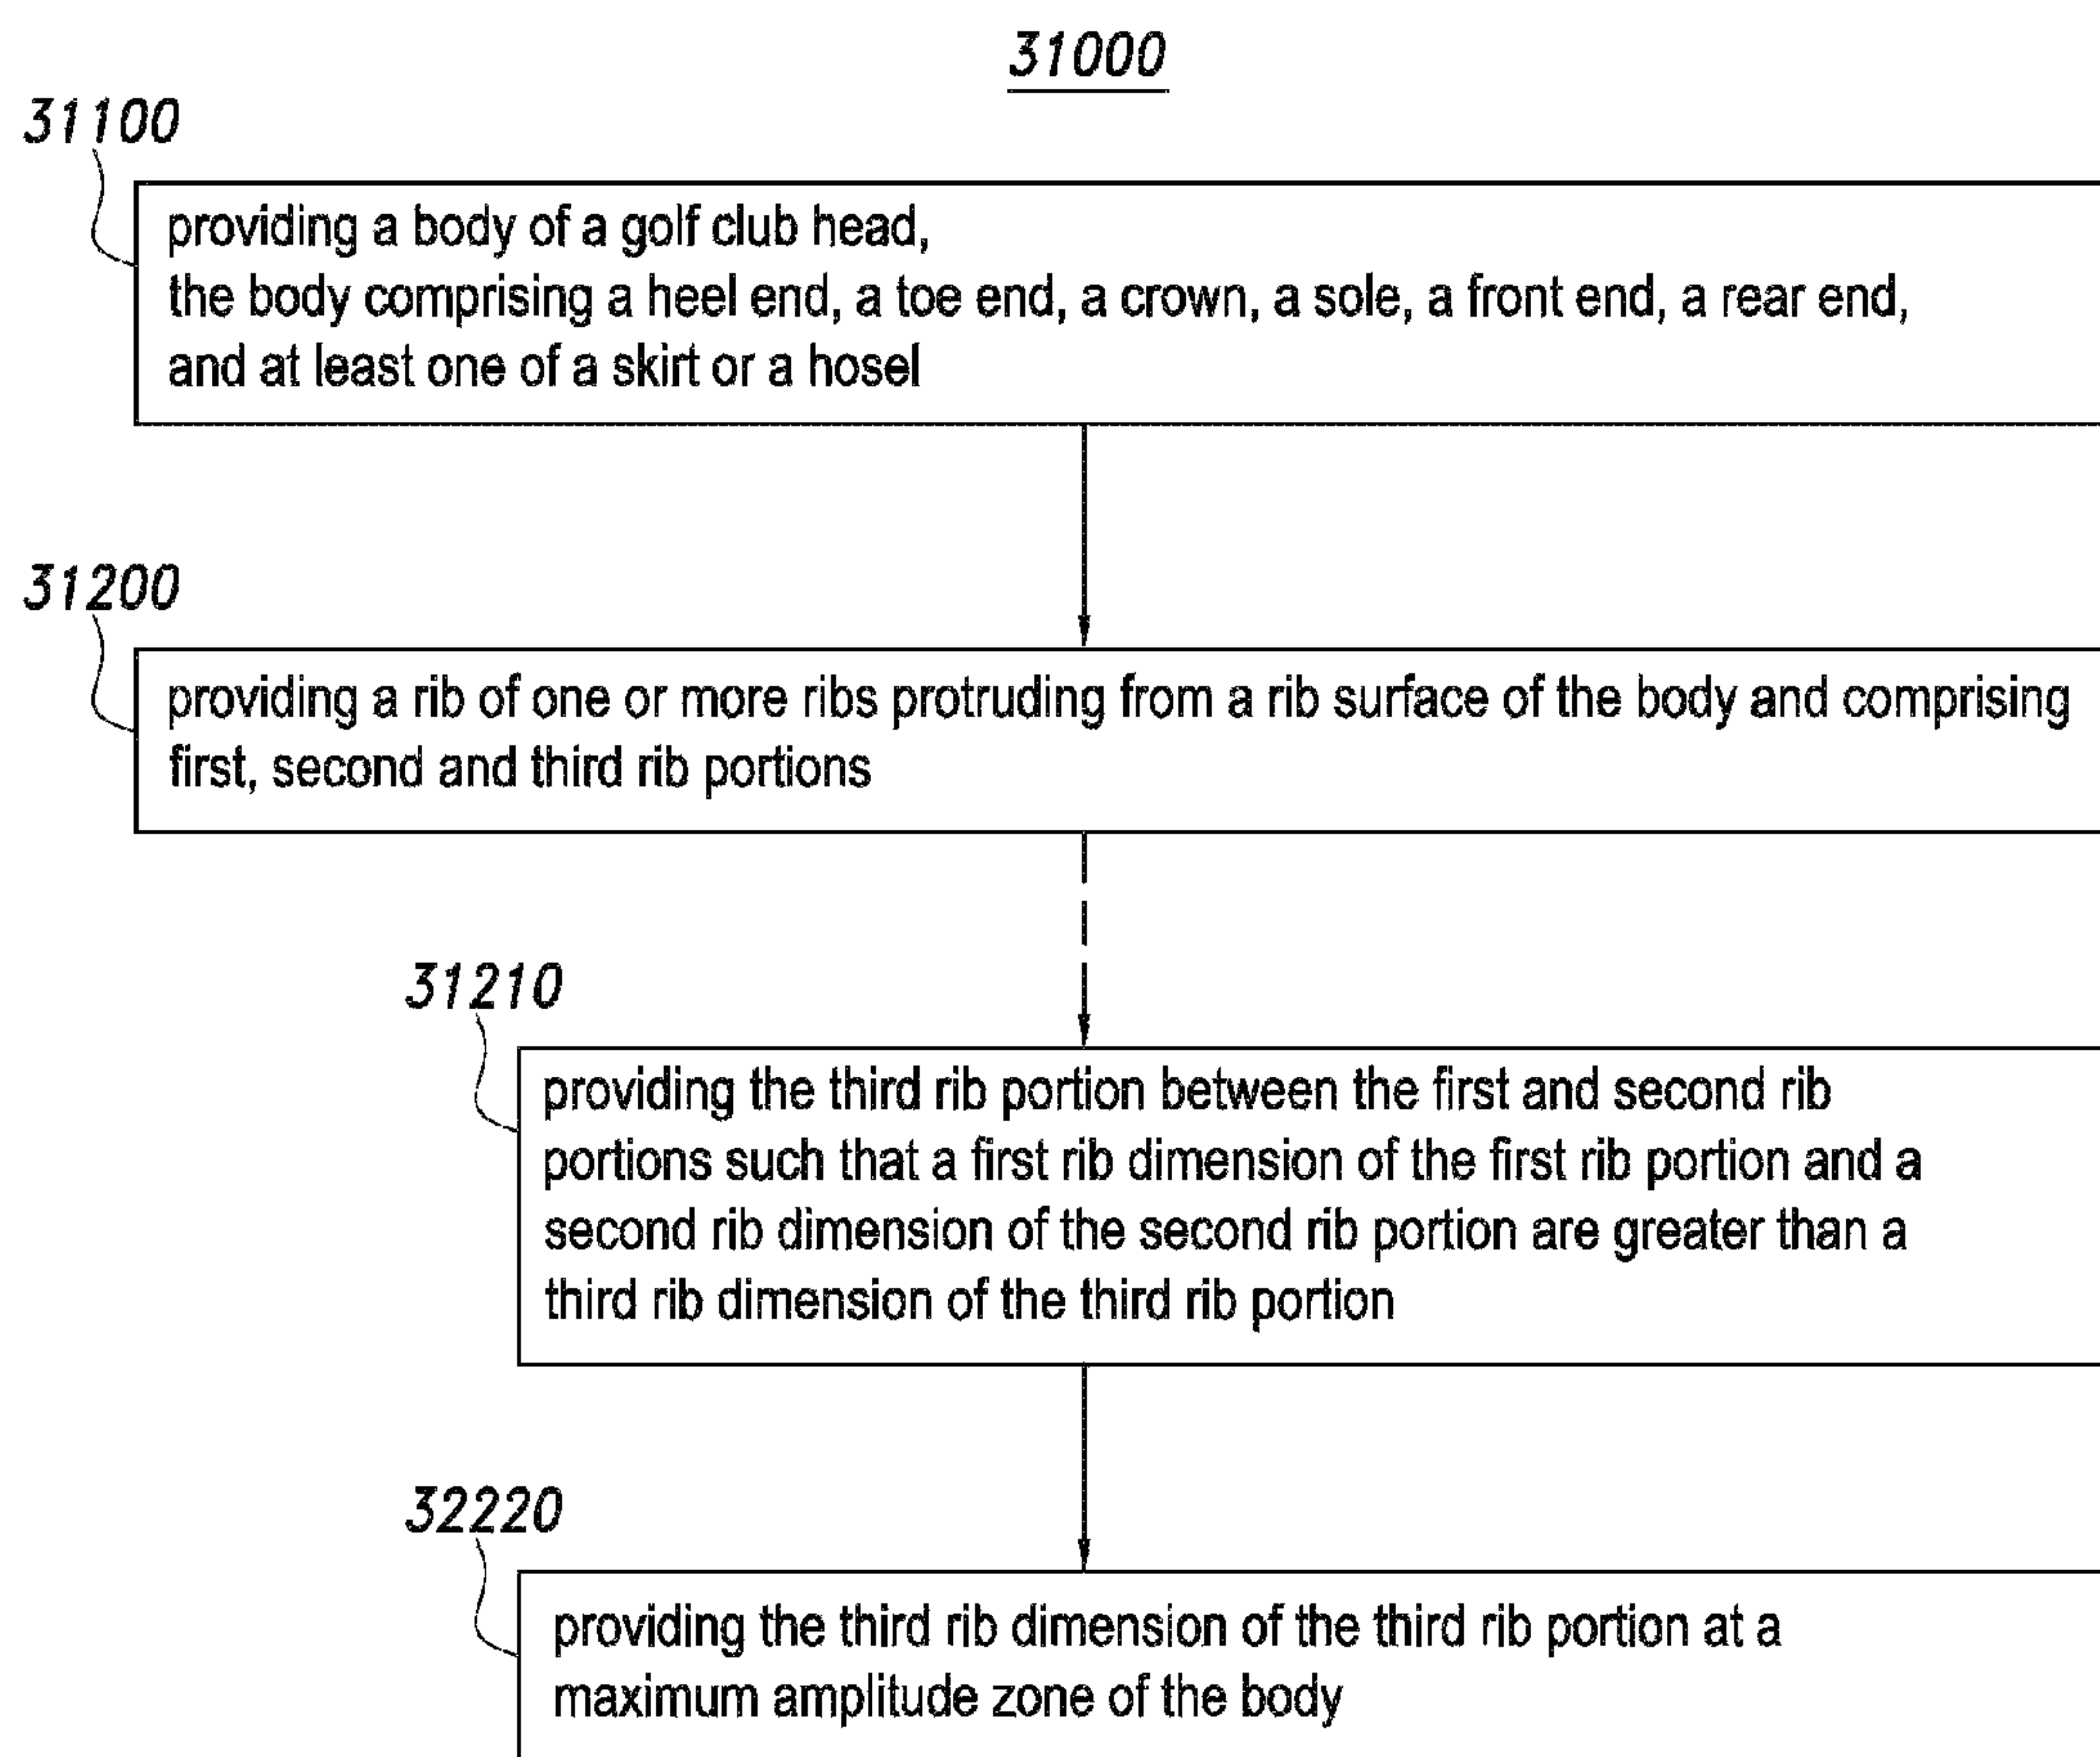 31000
31100
providing a body of a golf club head,
the body comprising a heel end, a toe end, a crown, a sole, a front end, a rear end,
and at least one of a skirt or a hosel
31200
providing a rib of one or more ribs protruding from a rib surface of the body and comprising
first, second and third rib portions
31210
providing the third rib portion between the first and second rib
portions such that a first rib dimension of the first rib portion and a
second rib dimension of the second rib portion are greater than a
third rib dimension of the third rib portion
32220
providing the third rib dimension of the third rib portion at a
maximum amplitude zone of the body